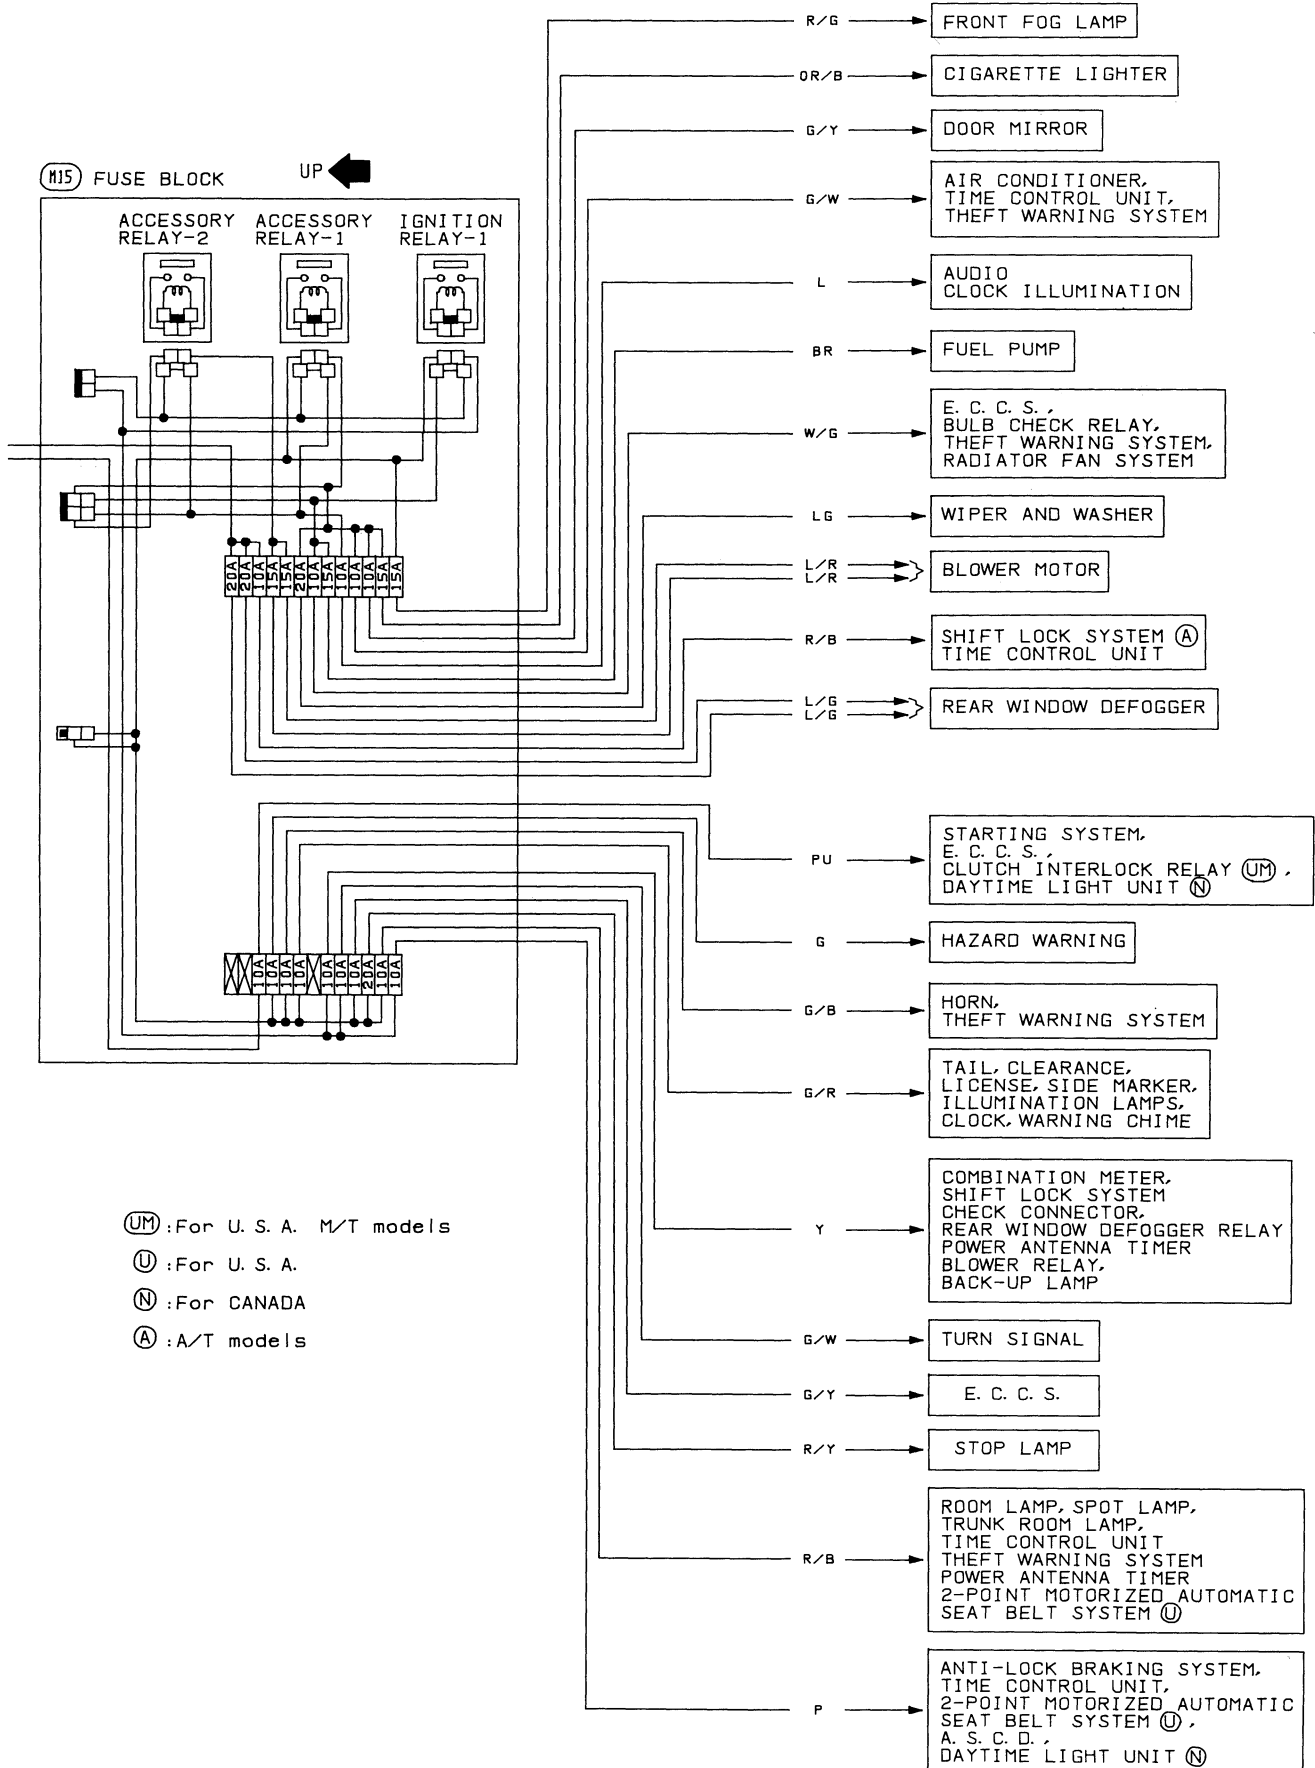 R/G FRONT FOG LAMP
OR/B CIGARETTE LIGHTER
G/Y DOOR MIRROR
M15 FUSE BLOCK UP
G/W AIR CONDITIONER,
TIME CONTROL UNIT,
THEFT WARNING SYSTEM
ACCESSORY RELAY-2
ACCESSORY RELAY-1
IGNITION RELAY-1
L AUDIO
CLOCK ILLUMINATION
BR FUEL PUMP
W/G E. C. C. S.,
BULB CHECK RELAY,
THEFT WARNING SYSTEM,
RADIATOR FAN SYSTEM
LG WIPER AND WASHER
20A 20A 10A 15A 15A 20A 10A 15A 10A 10A 10A 15A 15A
L/R
L/R
BLOWER MOTOR
R/B SHIFT LOCK SYSTEM A
TIME CONTROL UNIT
L/G
L/G
REAR WINDOW DEFOGGER
PU STARTING SYSTEM,
E. C. C. S.,
CLUTCH INTERLOCK RELAY UM,
DAYTIME LIGHT UNIT N
G HAZARD WARNING
10A 10A 10A 10A 10A 10A 10A 20A 10A 10A
G/B HORN,
THEFT WARNING SYSTEM
G/R TAIL, CLEARANCE,
LICENSE, SIDE MARKER,
ILLUMINATION LAMPS,
CLOCK, WARNING CHIME
Y COMBINATION METER,
SHIFT LOCK SYSTEM
CHECK CONNECTOR,
REAR WINDOW DEFOGGER RELAY
POWER ANTENNA TIMER
BLOWER RELAY,
BACK-UP LAMP
UM :For U. S. A. M/T models
U :For U. S. A.
N :For CANADA
A :A/T models
G/W TURN SIGNAL
G/Y E. C. C. S.
R/Y STOP LAMP
R/B ROOM LAMP, SPOT LAMP,
TRUNK ROOM LAMP,
TIME CONTROL UNIT
THEFT WARNING SYSTEM
POWER ANTENNA TIMER
2-POINT MOTORIZED AUTOMATIC
SEAT BELT SYSTEM U
P ANTI-LOCK BRAKING SYSTEM,
TIME CONTROL UNIT,
2-POINT MOTORIZED AUTOMATIC
SEAT BELT SYSTEM U,
A. S. C. D.,
DAYTIME LIGHT UNIT N